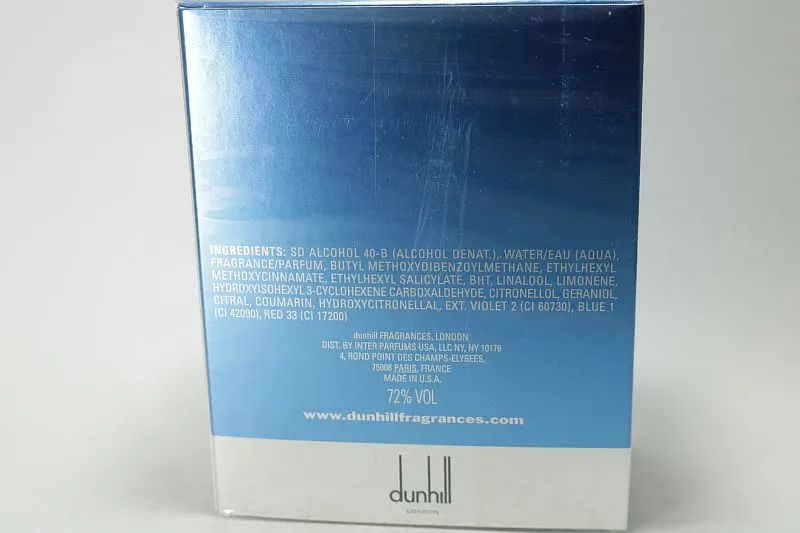 INGREDIENTS: SD ALCOHOL 40-B (ALCOHOL DENAT.), WATER/EAU (AQUA),
FRAGRANCE/PARFUM, BUTYL METHOXYDIBENZOYLMETHANE, ETHYLHEXYL
METHOXYCINNAMATE, ETHYLHEXYL SALICYLATE, BHT, LINALOOL, LIMONENE,
HYDROXYISOHEXYL 3-CYCLOHEXENE CARBOXALDEHYDE, CITRONELLOL, GERANIOL,
CITRAL, COUMARIN, HYDROXYCITRONELLAL, EXT. VIOLET 2 (CI 60730), BLUE 1
(CI 42090), RED 33 (CI 17200)
dunhill FRAGRANCES, LONDON
DIST. BY INTER PARFUMS USA, LLC NY, NY 10176
4, ROND POINT DES CHAMPS-ELYSEES,
75008 PARIS, FRANCE
MADE IN U.S.A.
72% VOL
www.dunhillfragrances.com
dunhill
LONDON